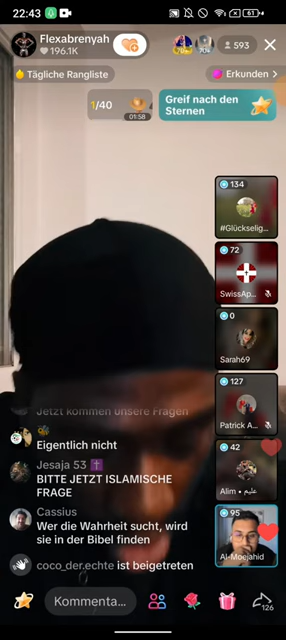 22:43
61
Flexabrenyah
196.1K
593
Tägliche Rangliste
Erkunden
1/40
01:58
Greif nach den
Sternen
134
#Glückselig...
72
SwissAp...
0
Sarah69
127
Patrick A...
42
Alim • عليم
95
Al-Moejahid
Jetzt kommen unsere Fragen
Eigentlich nicht
Jesaja 53
BITTE JETZT ISLAMISCHE
FRAGE
Cassius
Wer die Wahrheit sucht, wird
sie in der Bibel finden
coco_der.echte ist beigetreten
Kommenta...
126